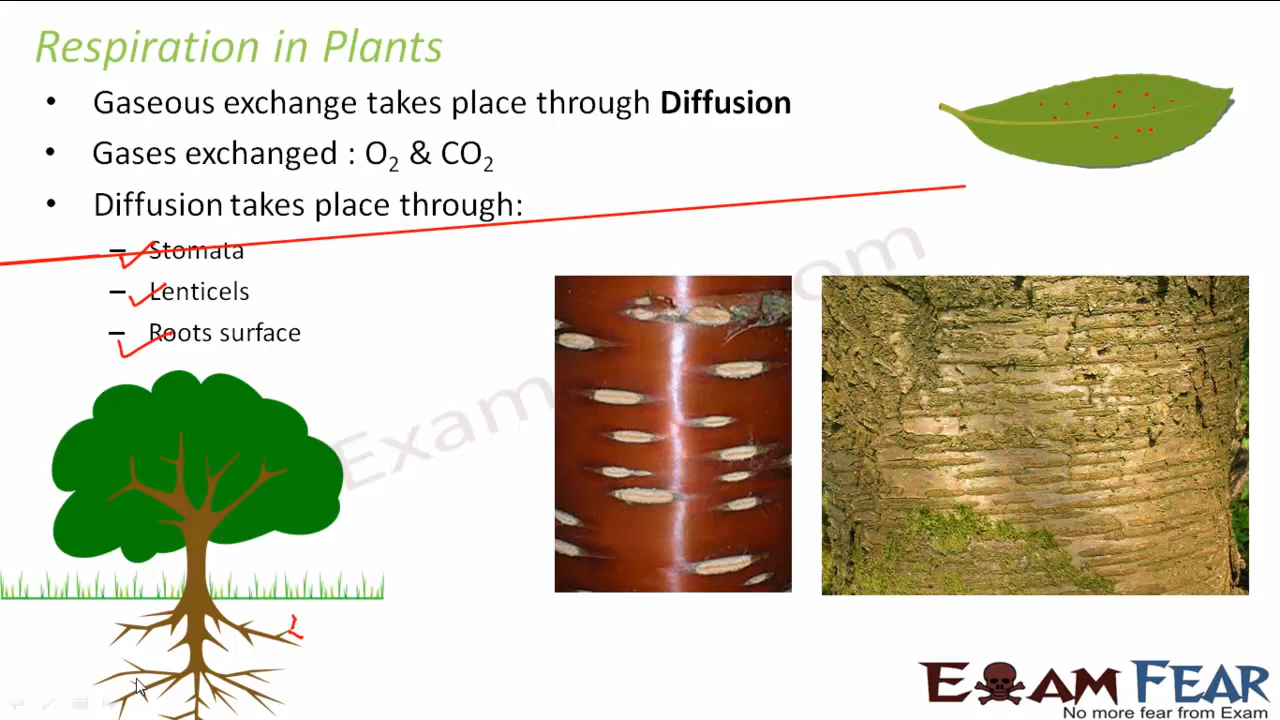 Respiration in Plants
• Gaseous exchange takes place through Diffusion
• Gases exchanged : O₂ & CO₂
• Diffusion takes place through:
– Stomata
– Lenticels
– Roots surface
EXAM FEAR
No more fear from Exam